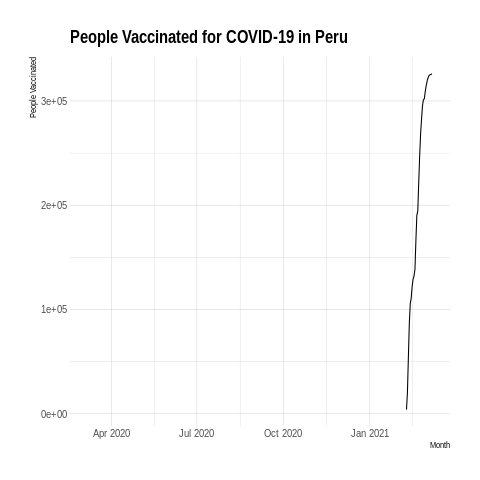 People Vaccinated for COVID-19 in Peru
People Vaccinated
3e+05
2e+05
1e+05
0e+00
Apr 2020
Jul 2020
Oct 2020
Jan 2021
Month